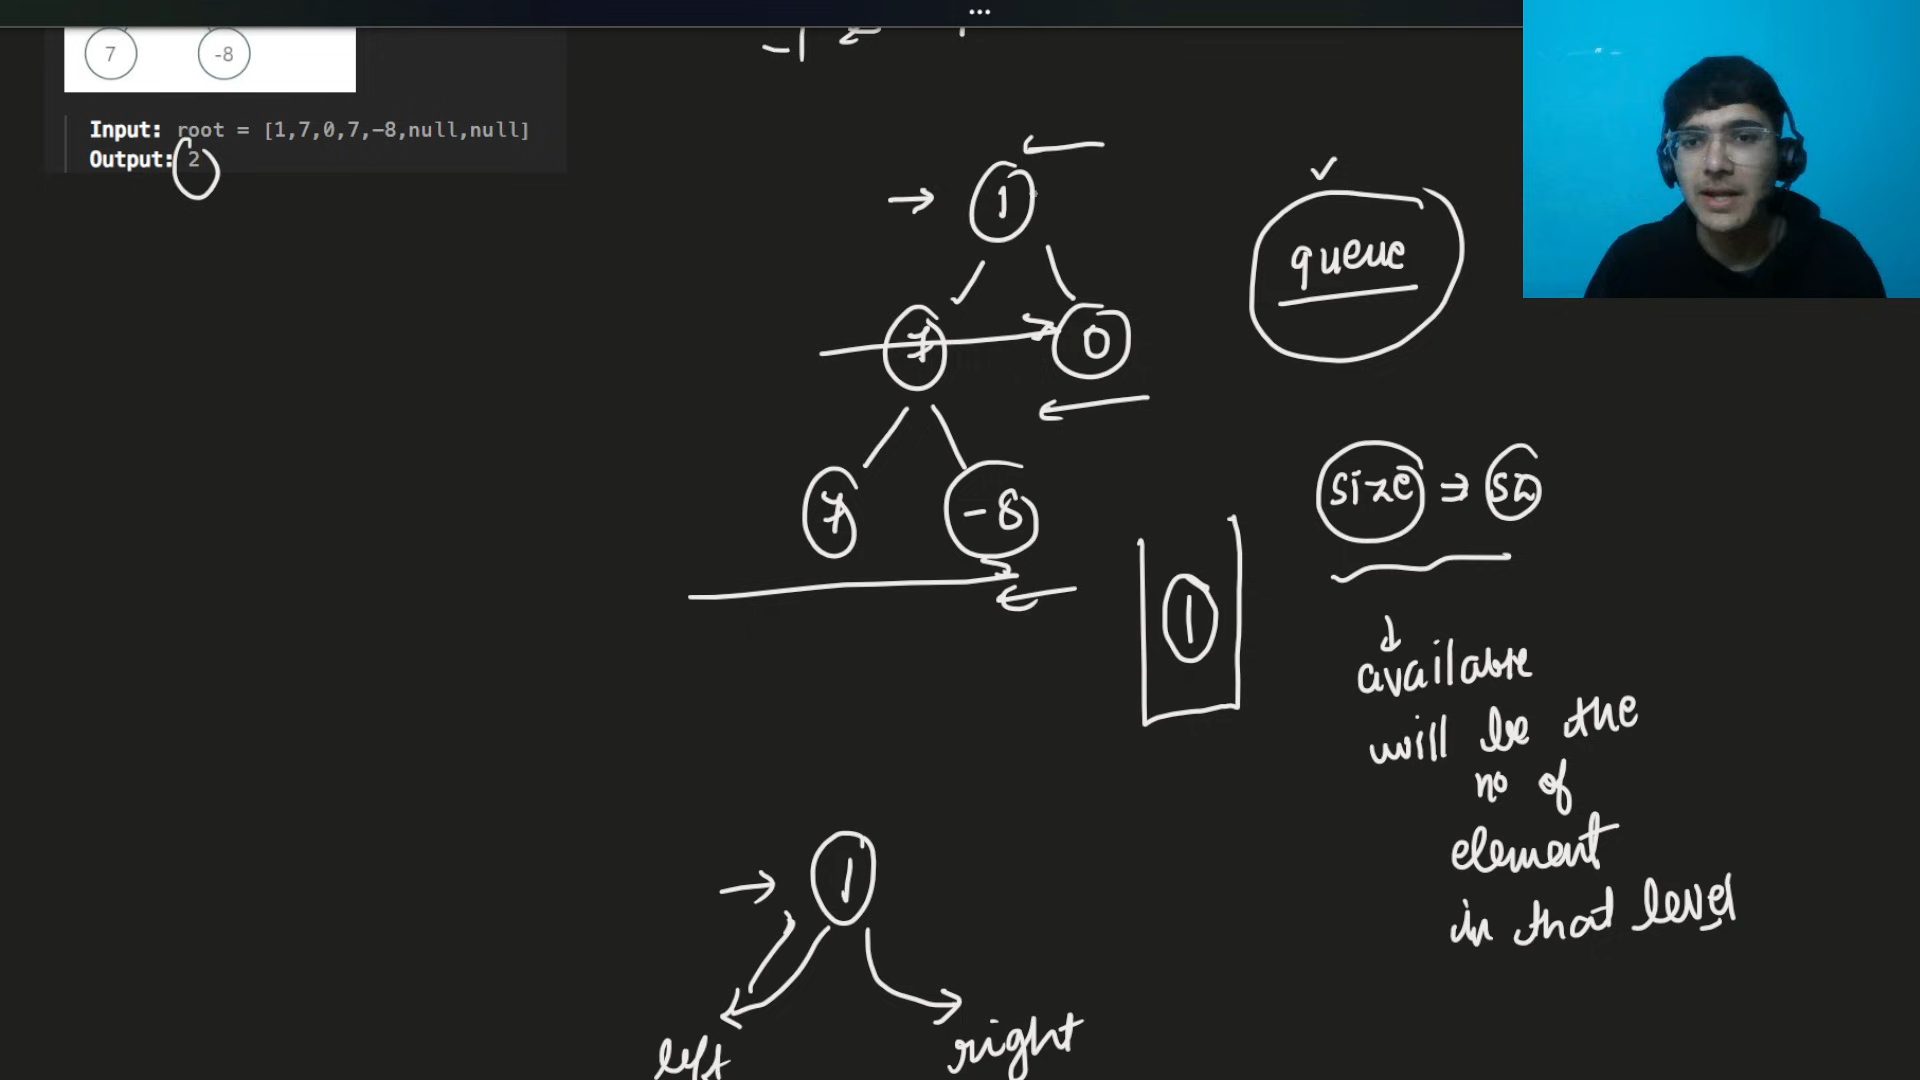 ...
7 -8
Input: root = [1,7,0,7,-8,null,null]
Output: 2
-1
1
7 0
7 -8
queue
size ⇒ sz
1
available
will be the
no of
element
in that level
1
left right